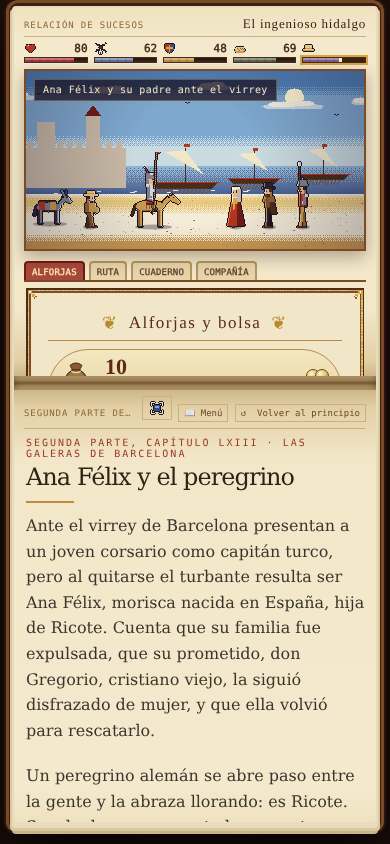 RELACIÓN DE SUCESOS
El ingenioso hidalgo
80 62 48 69
Ana Félix y su padre ante el virrey
ALFORJAS RUTA CUADERNO COMPAÑÍA
Alforjas y bolsa
10
SEGUNDA PARTE DE…
Menú
↺ Volver al principio
SEGUNDA PARTE, CAPÍTULO LXIII · LAS
GALERAS DE BARCELONA
Ana Félix y el peregrino
Ante el virrey de Barcelona presentan a
un joven corsario como capitán turco,
pero al quitarse el turbante resulta ser
Ana Félix, morisca nacida en España, hija
de Ricote. Cuenta que su familia fue
expulsada, que su prometido, don
Gregorio, cristiano viejo, la siguió
disfrazado de mujer, y que ella volvió
para rescatarlo.
Un peregrino alemán se abre paso entre
la gente y la abraza llorando: es Ricote.